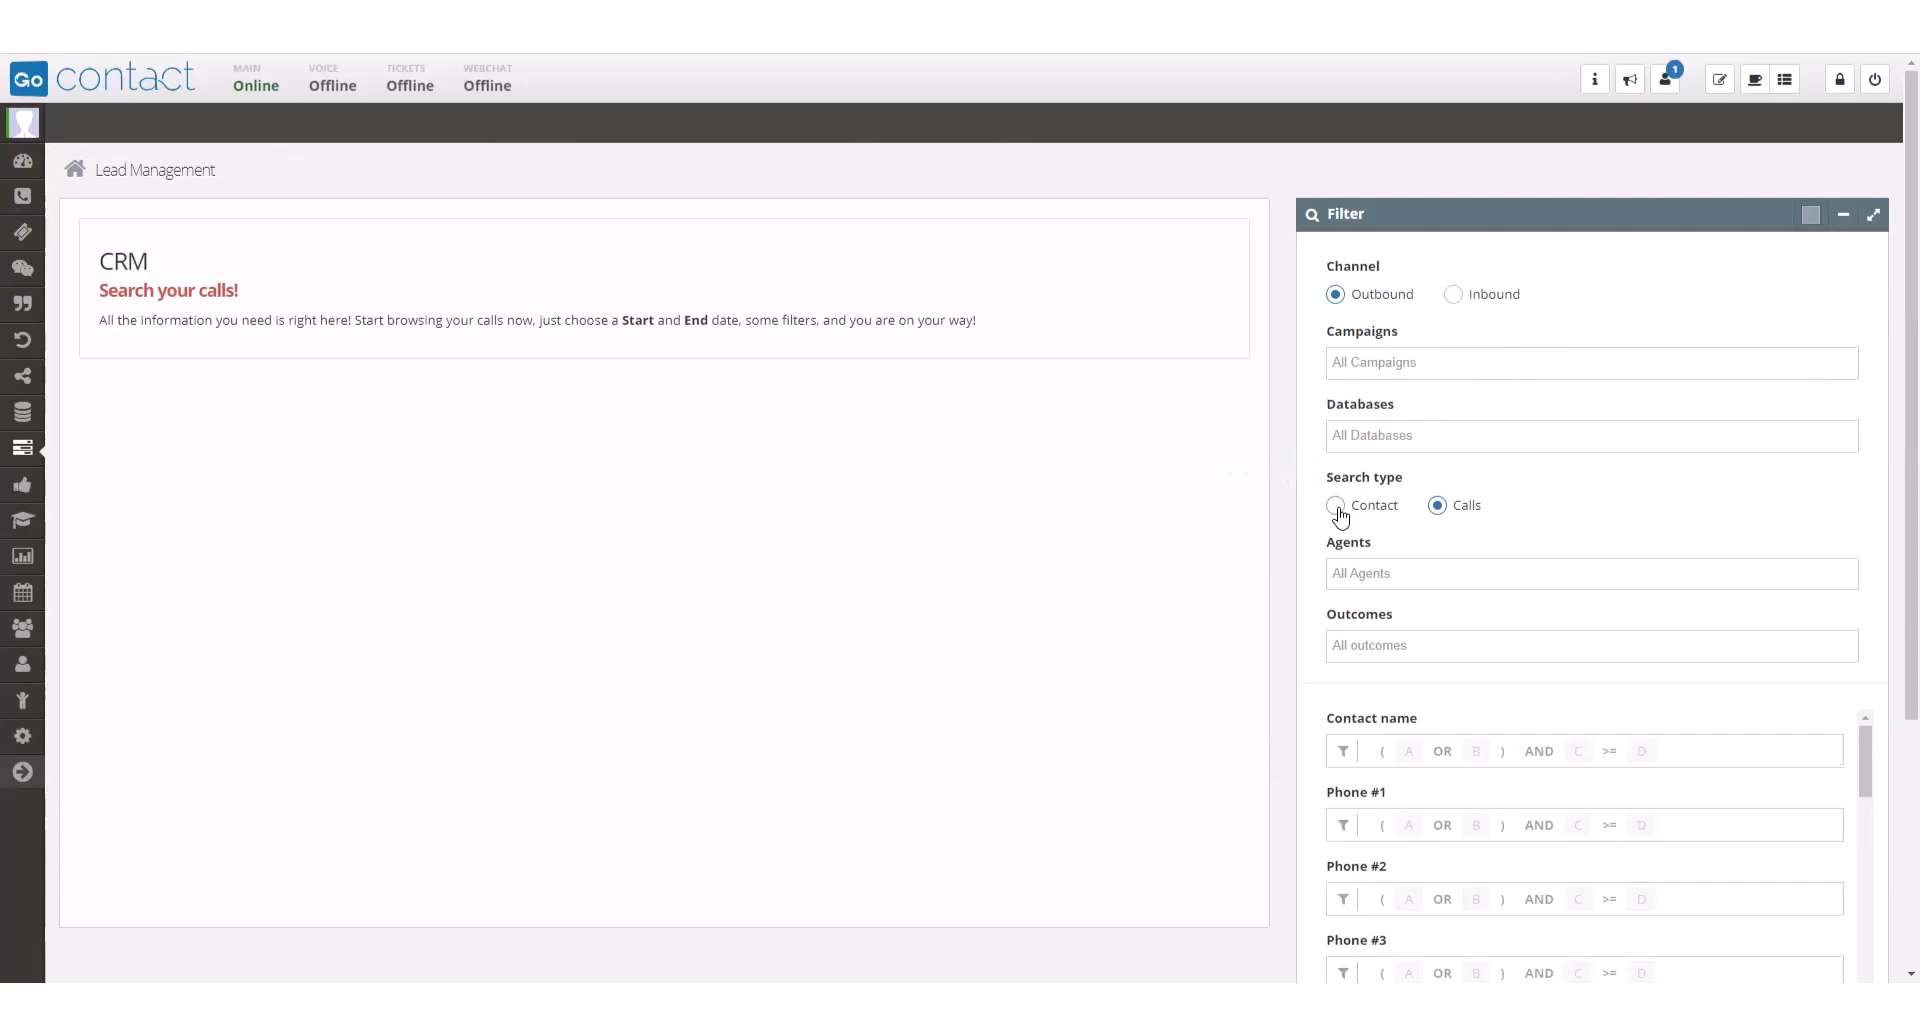 Go contact
MAIN
Online
VOICE
Offline
TICKETS
Offline
WEBCHAT
Offline
1
Lead Management
CRM
Search your calls!
All the information you need is right here! Start browsing your calls now, just choose a Start and End date, some filters, and you are on your way!
Filter
Channel
Outbound Inbound
Campaigns
All Campaigns
Databases
All Databases
Search type
Contact Calls
Agents
All Agents
Outcomes
All outcomes
Contact name
( A OR B ) AND C >= D
Phone #1
( A OR B ) AND C >= D
Phone #2
( A OR B ) AND C >= D
Phone #3
( A OR B ) AND C >= D